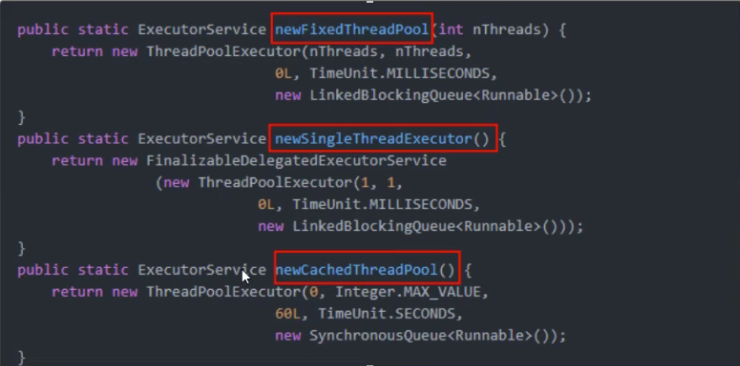 public static ExecutorService newFixedThreadPool(int nThreads) {
return new ThreadPoolExecutor(nThreads, nThreads,
0L, TimeUnit.MILLISECONDS,
new LinkedBlockingQueue<Runnable>());
}
public static ExecutorService newSingleThreadExecutor() {
return new FinalizableDelegatedExecutorService
(new ThreadPoolExecutor(1, 1,
0L, TimeUnit.MILLISECONDS,
new LinkedBlockingQueue<Runnable>()));
}
public static ExecutorService newCachedThreadPool() {
return new ThreadPoolExecutor(0, Integer.MAX_VALUE,
60L, TimeUnit.SECONDS,
new SynchronousQueue<Runnable>());
}